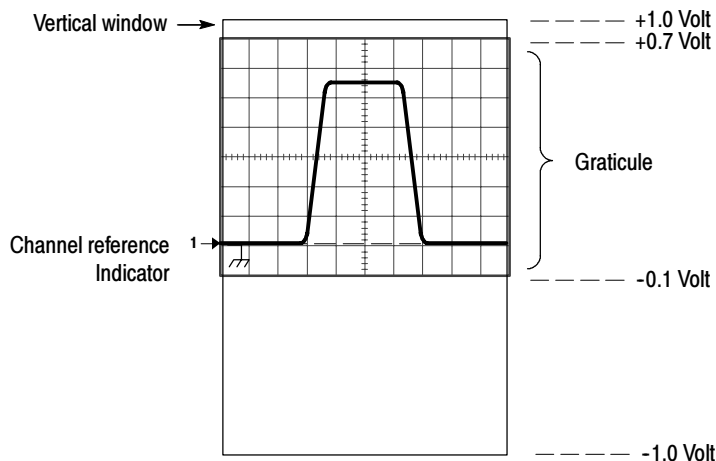 Vertical window
+1.0 Volt
+0.7 Volt
Graticule
Channel reference
Indicator
1
-0.1 Volt
-1.0 Volt